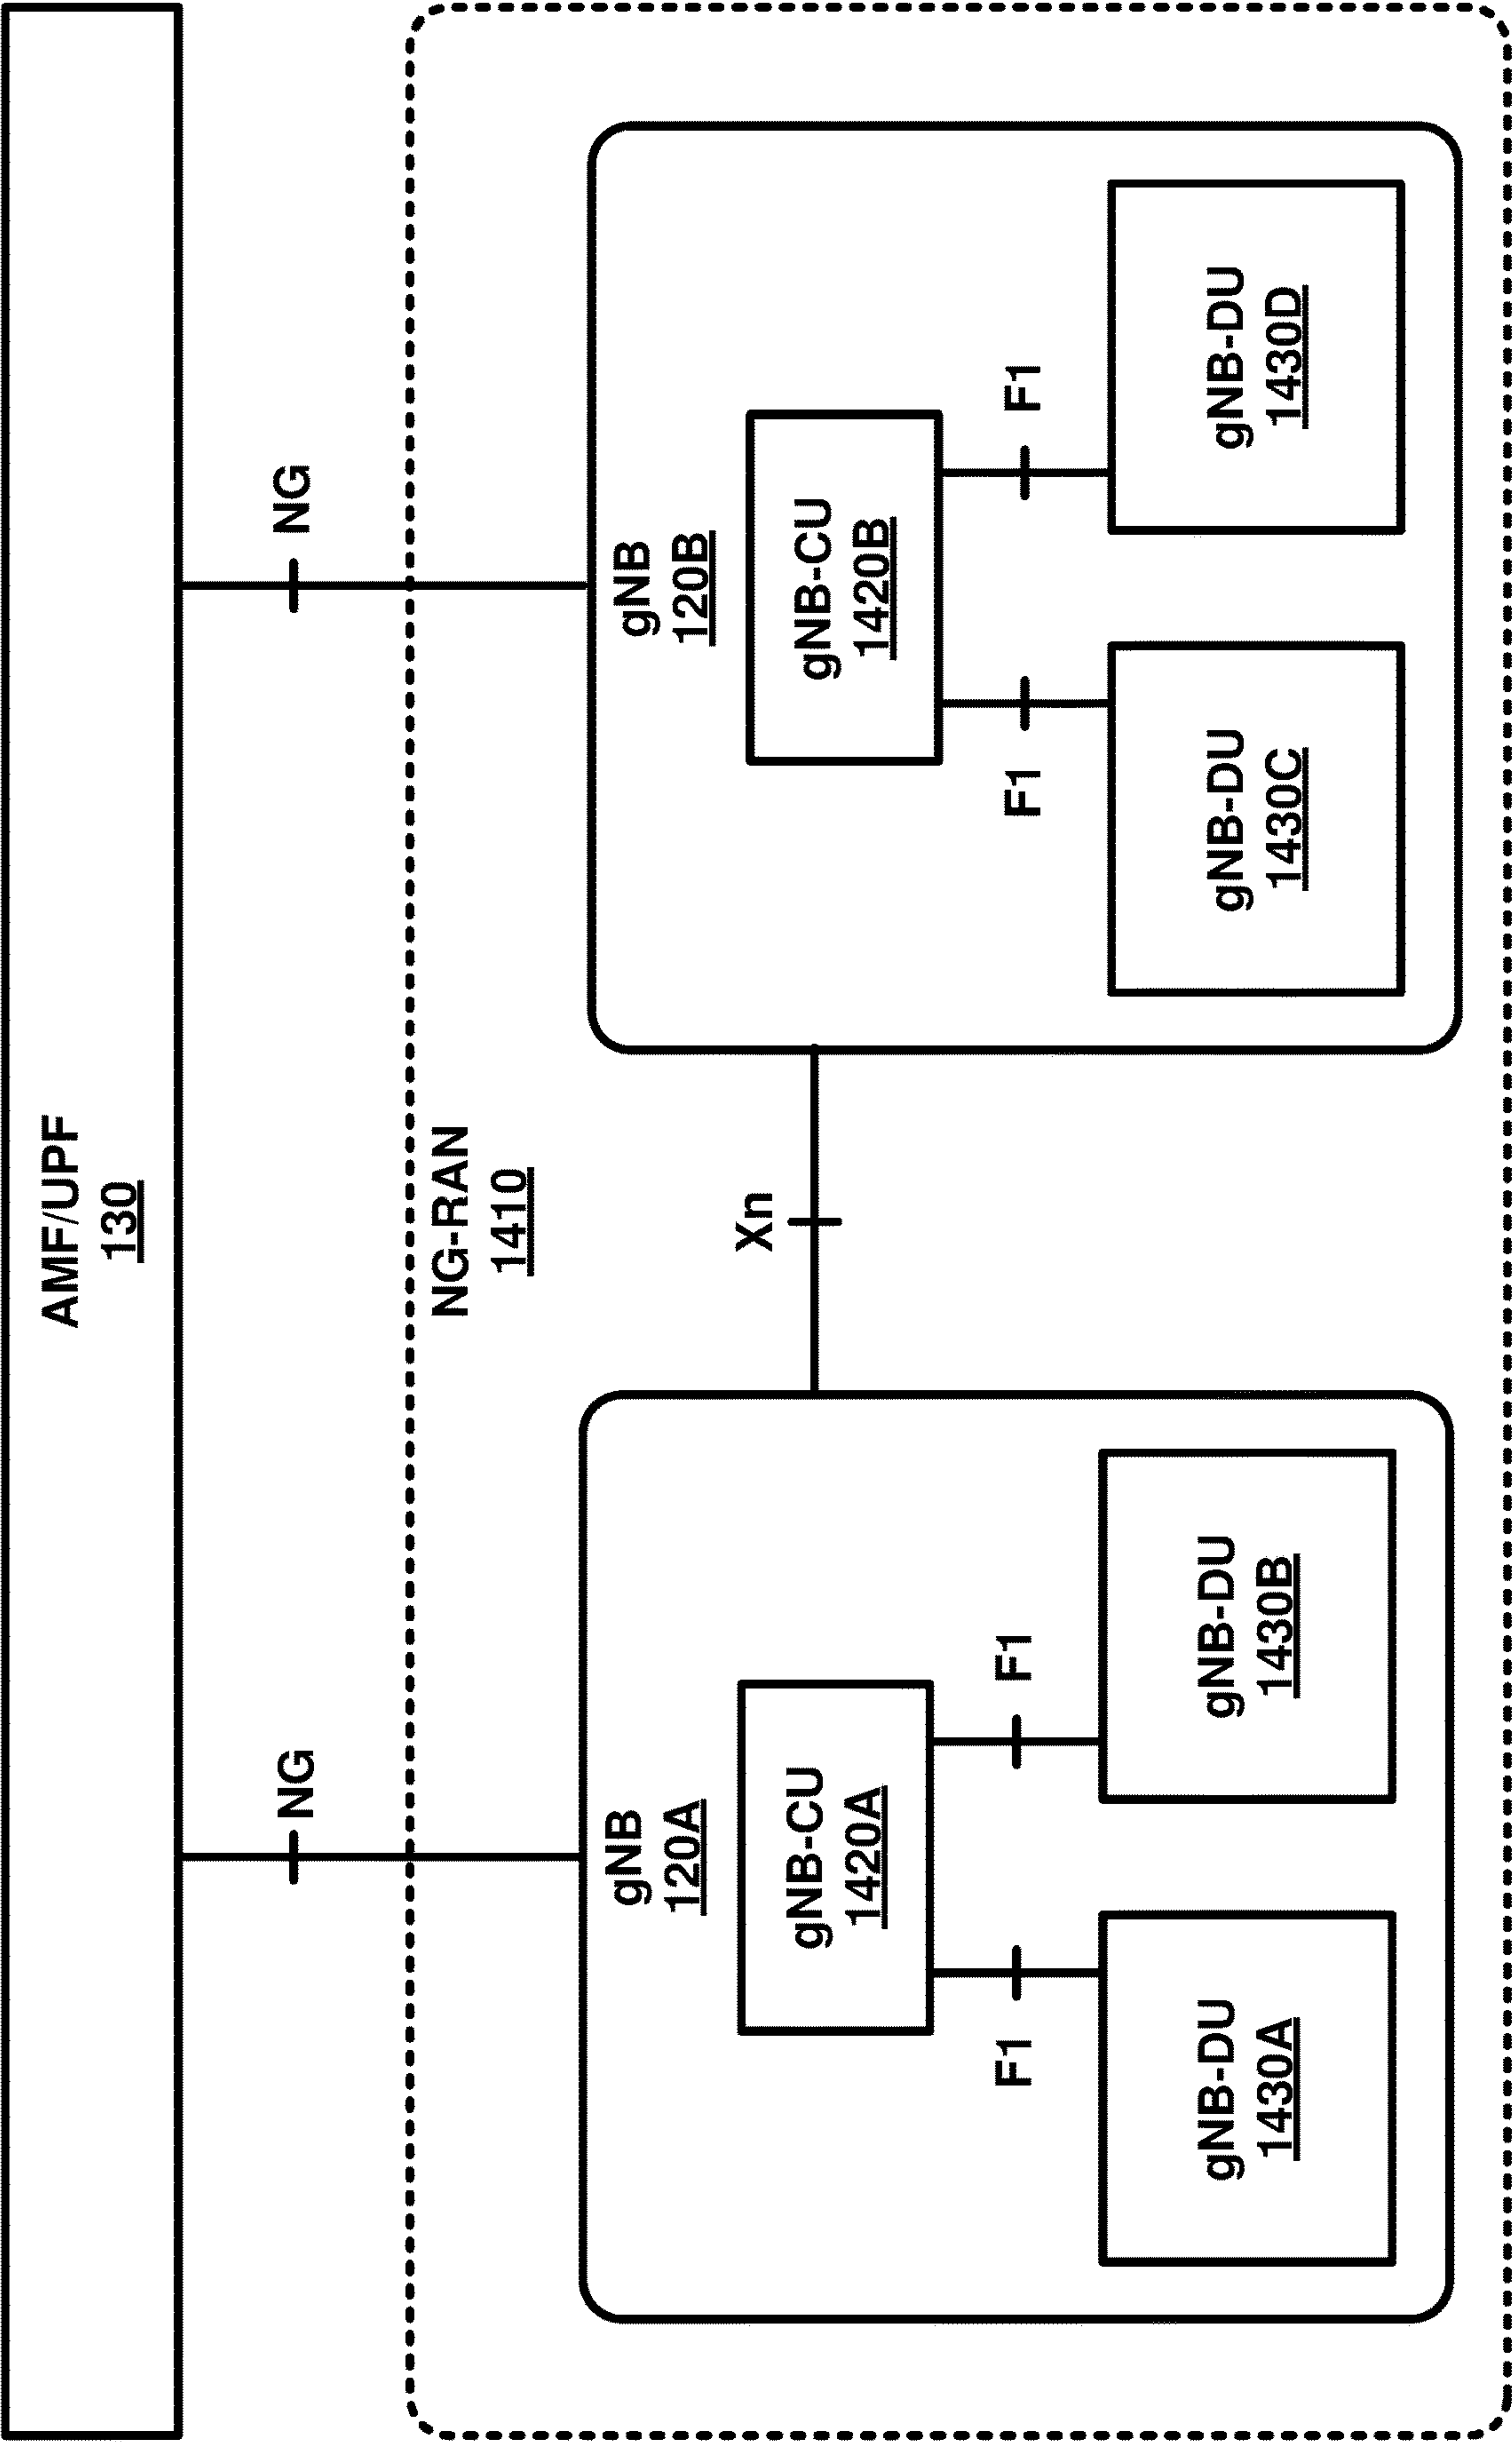 AMF/UPF
130
NG
NG
NG-RAN
1410
gNB
120A
gNB
120B
Xn
gNB-CU
1420A
gNB-CU
1420B
F1
F1
F1
F1
gNB-DU
1430A
gNB-DU
1430B
gNB-DU
1430C
gNB-DU
1430D